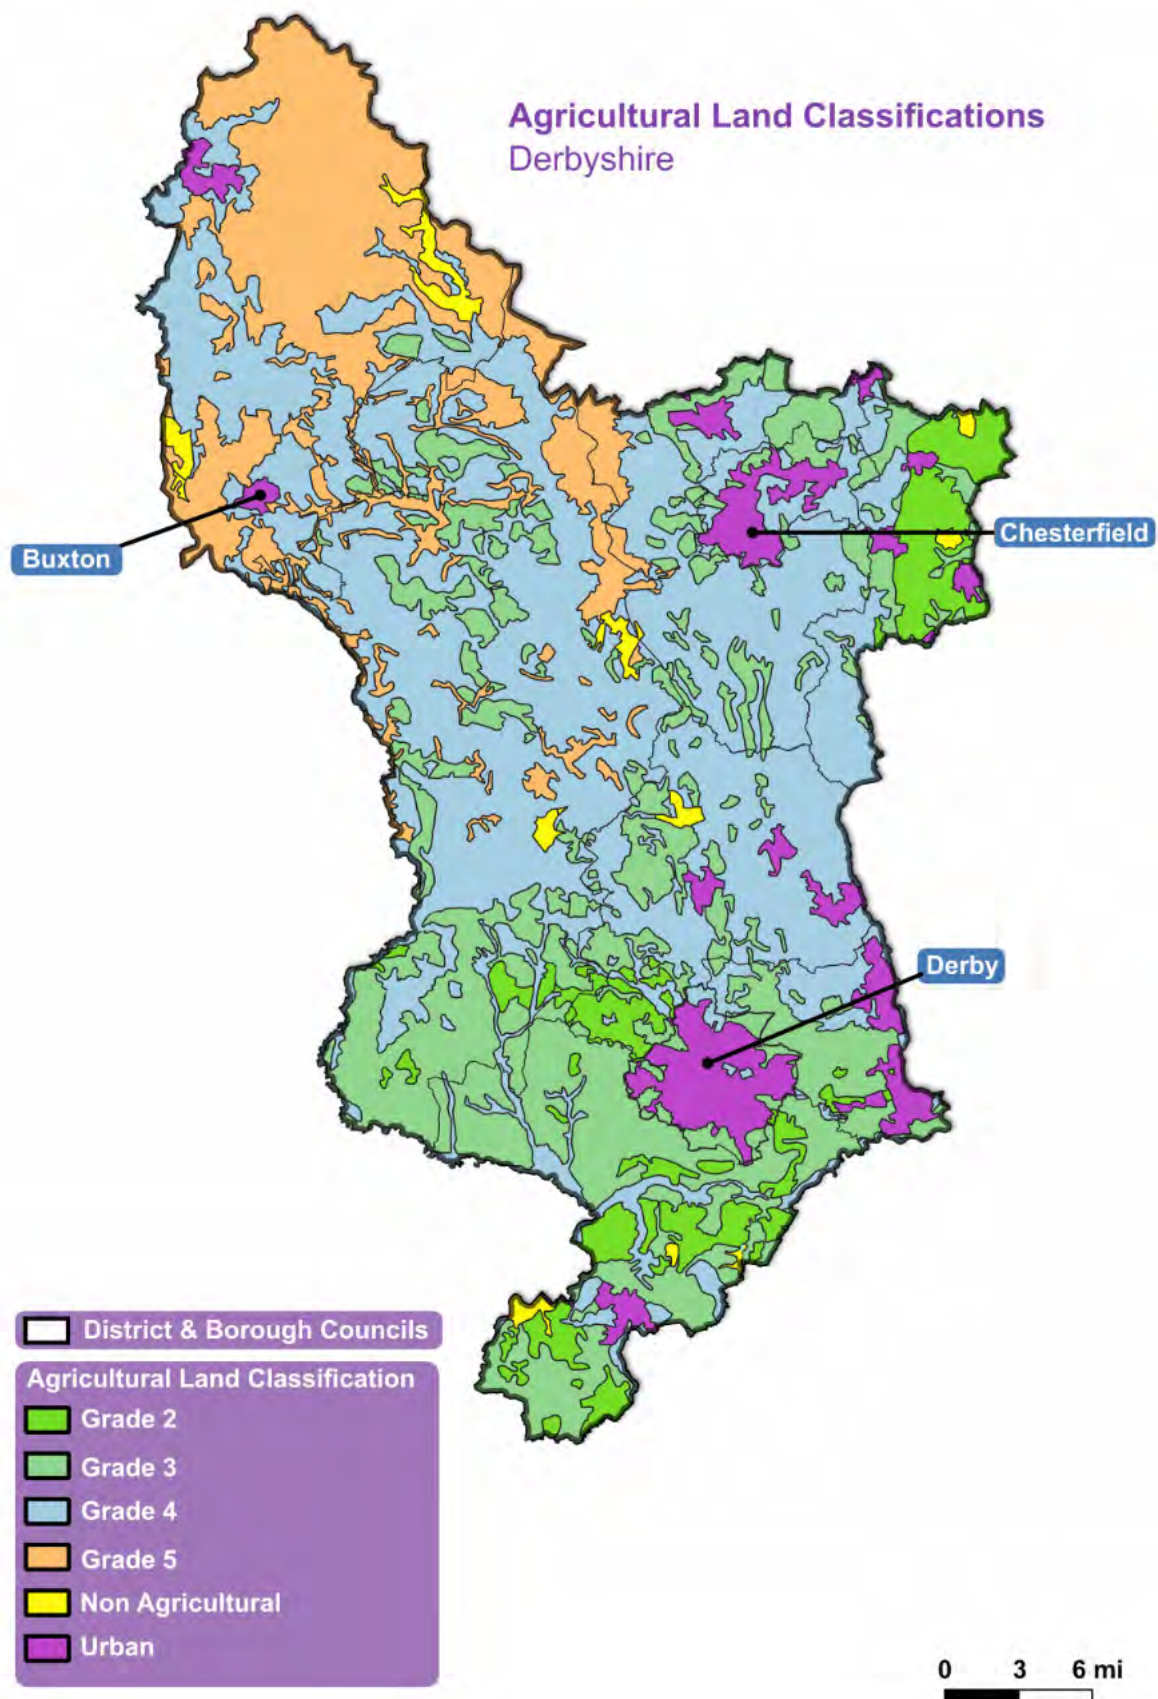 Agricultural Land Classifications
Derbyshire
Buxton
Chesterfield
Derby
District & Borough Councils
Agricultural Land Classification
Grade 2
Grade 3
Grade 4
Grade 5
Non Agricultural
Urban
0 3 6 mi